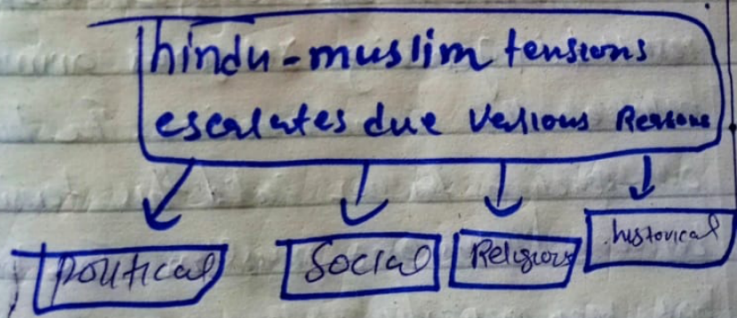 hindu-muslim tensions
escalates due various Reasons
political Social Religious historical